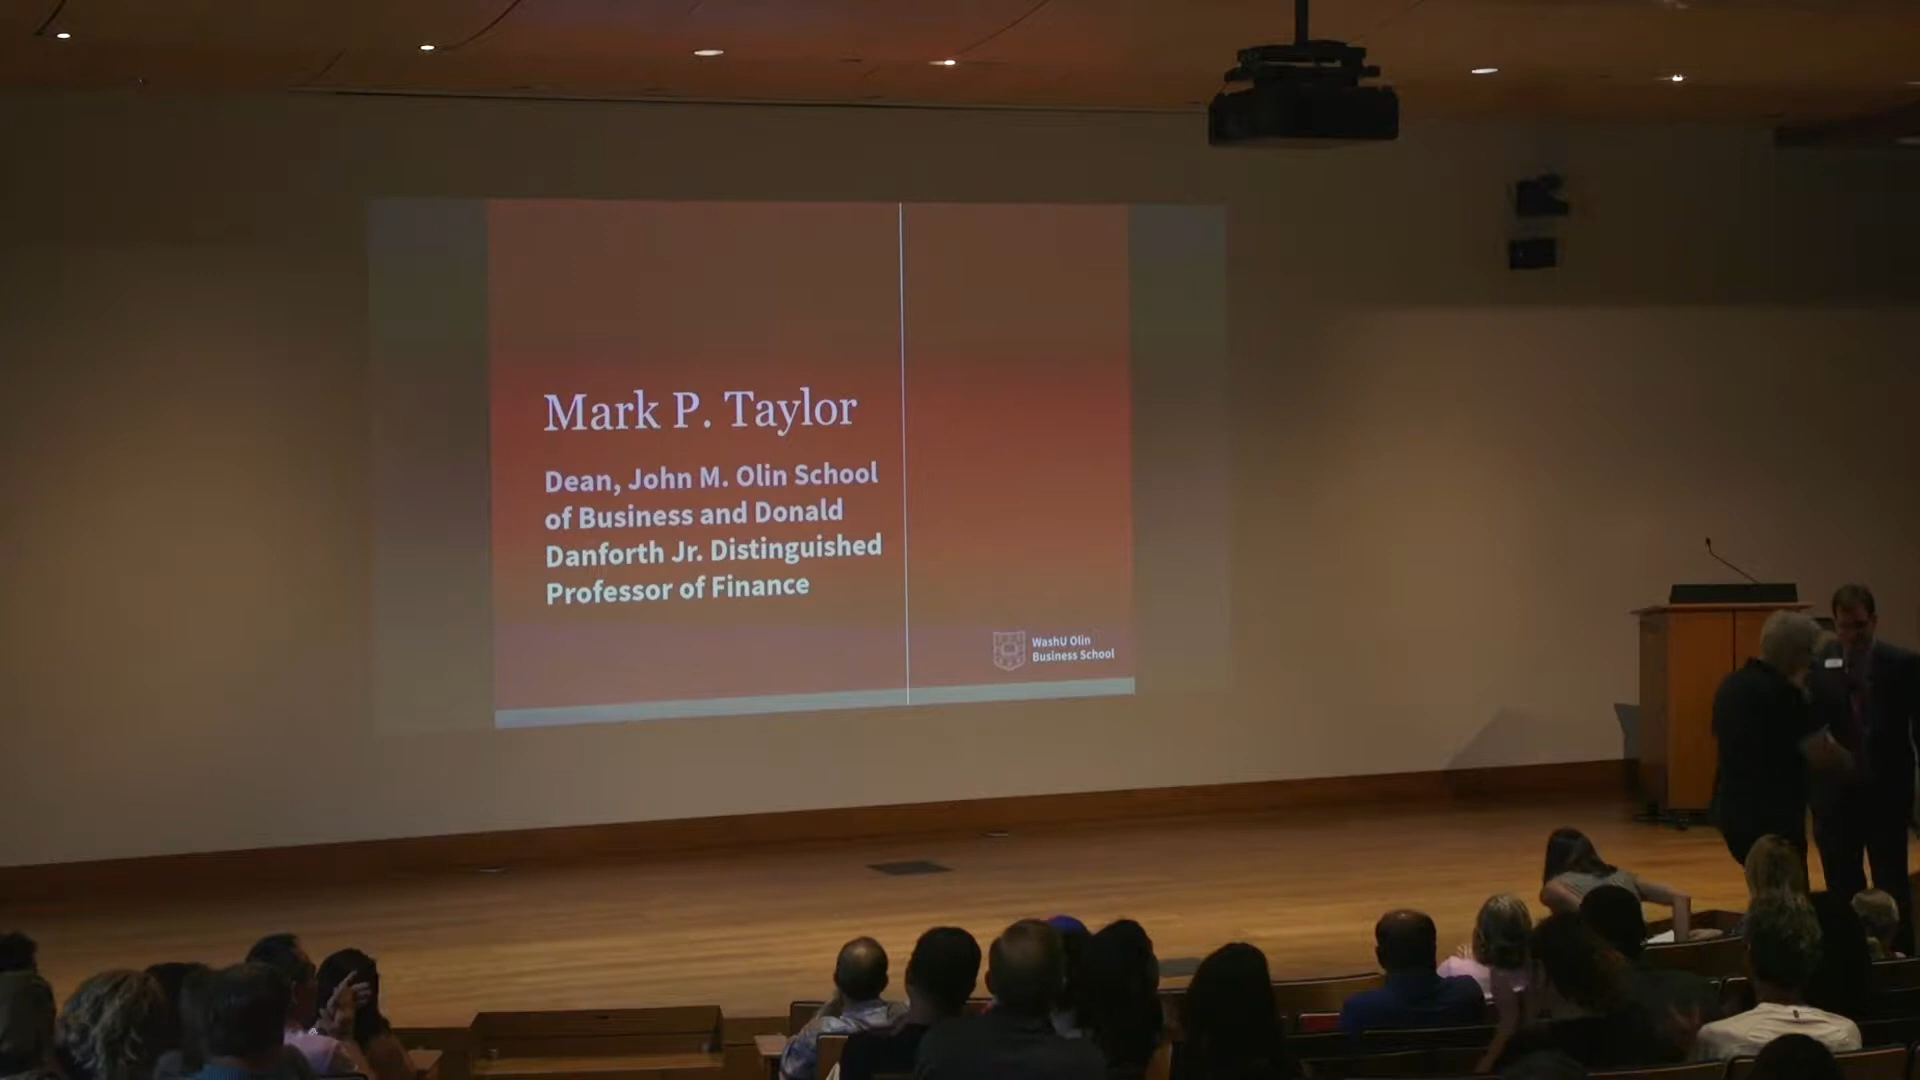 Mark P. Taylor
Dean, John M. Olin School
of Business and Donald
Danforth Jr. Distinguished
Professor of Finance
WashU Olin
Business School